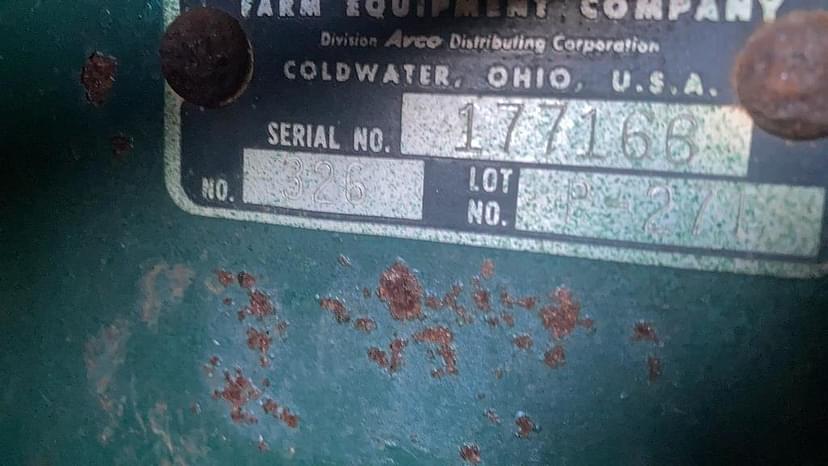 FARM EQUIPMENT COMPANY
Division Avco Distributing Corporation
COLDWATER, OHIO, U.S.A.
SERIAL NO. 177166
NO. 326 LOT NO. P-271